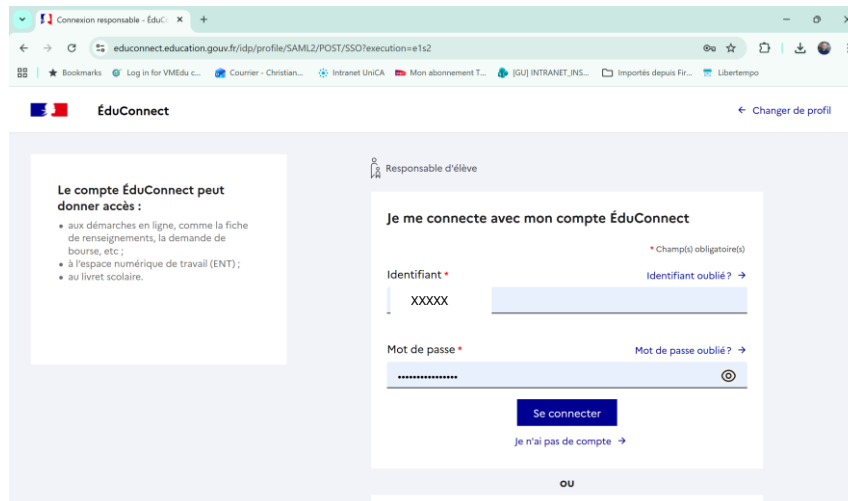 Connexion responsable - ÉduC
educonnect.education.gouv.fr/idp/profile/SAML2/POST/SSO?execution=e1s2
Bookmarks Log in for VMEdu c... Courrier - Christian... Intranet UniCA Mon abonnement T... [GU] INTRANET_INS... Importés depuis Fir... Libertempo
ÉduConnect
← Changer de profil
Responsable d'élève
Le compte ÉduConnect peut
donner accès :
• aux démarches en ligne, comme la fiche
de renseignements, la demande de
bourse, etc ;
• à l'espace numérique de travail (ENT) ;
• au livret scolaire.
Je me connecte avec mon compte ÉduConnect
* Champ(s) obligatoire(s)
Identifiant * Identifiant oublié? →
XXXXX
Mot de passe * Mot de passe oublié? →
••••••••••••••••
Se connecter
Je n'ai pas de compte →
ou